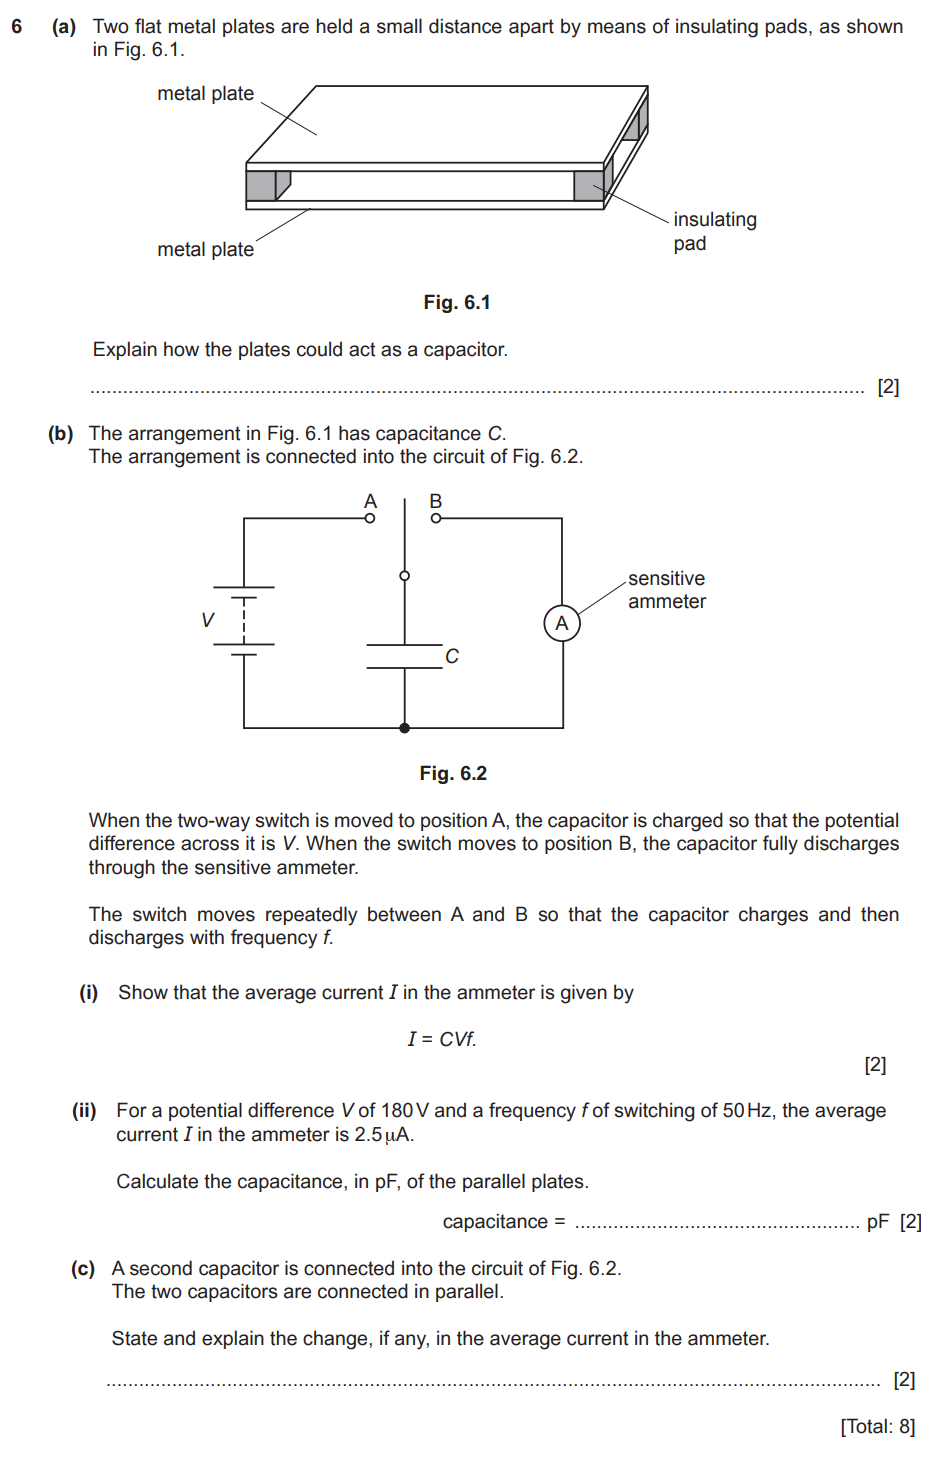 6 (a) Two flat metal plates are held a small distance apart by means of insulating pads, as shown
in Fig. 6.1.
metal plate
insulating
pad
metal plate
Fig. 6.1
Explain how the plates could act as a capacitor.
.......................................................................................................................................... [2]
(b) The arrangement in Fig. 6.1 has capacitance C.
The arrangement is connected into the circuit of Fig. 6.2.
A B
sensitive
ammeter
V
A
C
Fig. 6.2
When the two-way switch is moved to position A, the capacitor is charged so that the potential
difference across it is V. When the switch moves to position B, the capacitor fully discharges
through the sensitive ammeter.
The switch moves repeatedly between A and B so that the capacitor charges and then
discharges with frequency f.
(i) Show that the average current I in the ammeter is given by
I = CVf.
[2]
(ii) For a potential difference V of 180 V and a frequency f of switching of 50 Hz, the average
current I in the ammeter is 2.5 μA.
Calculate the capacitance, in pF, of the parallel plates.
capacitance = .................................................... pF [2]
(c) A second capacitor is connected into the circuit of Fig. 6.2.
The two capacitors are connected in parallel.
State and explain the change, if any, in the average current in the ammeter.
.......................................................................................................................................... [2]
[Total: 8]